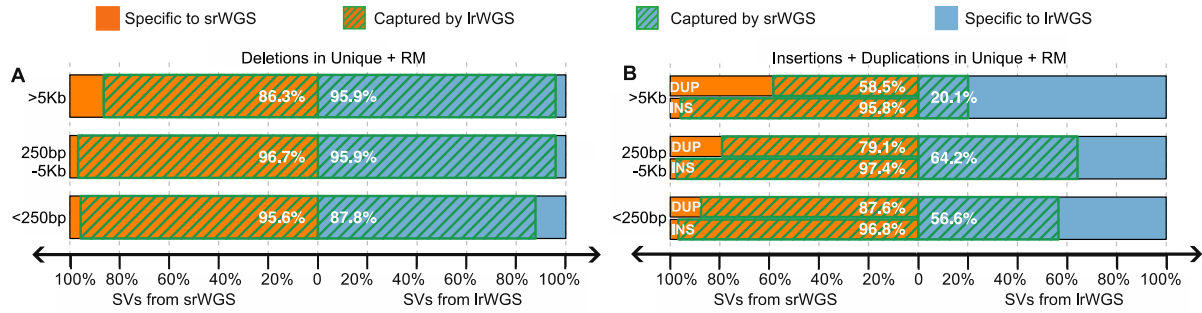 Specific to srWGS
Captured by lrWGS
Captured by srWGS
Specific to lrWGS
A
Deletions in Unique + RM
>5Kb
86.3%
95.9%
250bp
-5Kb
96.7%
95.9%
<250bp
95.6%
87.8%
100% 80% 60% 40% 20% 0 20% 40% 60% 80% 100%
SVs from srWGS
SVs from lrWGS
B
Insertions + Duplications in Unique + RM
>5Kb
DUP
58.5%
INS
95.8%
20.1%
250bp
-5Kb
DUP
79.1%
INS
97.4%
64.2%
<250bp
DUP
87.6%
INS
96.8%
56.6%
100% 80% 60% 40% 20% 0 20% 40% 60% 80% 100%
SVs from srWGS
SVs from lrWGS